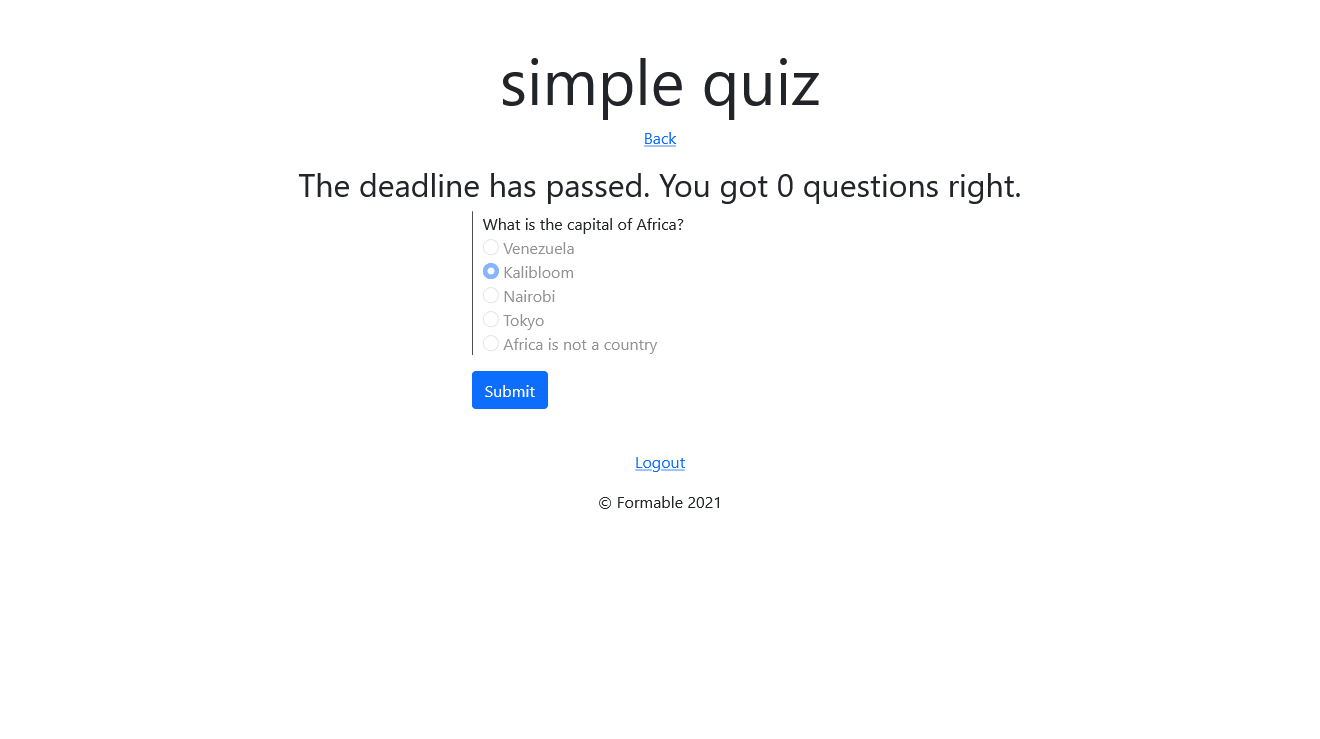 simple quiz
Back
The deadline has passed. You got 0 questions right.
What is the capital of Africa?
Venezuela
Kalibloom
Nairobi
Tokyo
Africa is not a country
Submit
Logout
© Formable 2021